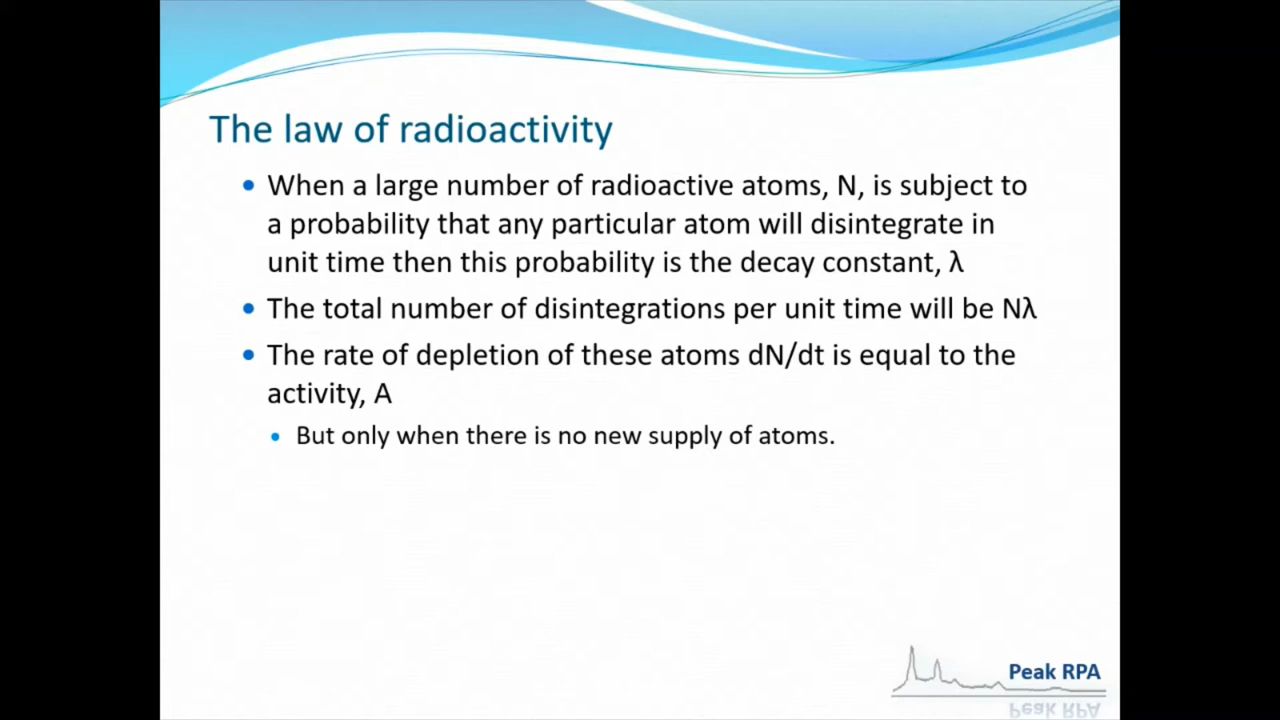 The law of radioactivity
• When a large number of radioactive atoms, N, is subject to
a probability that any particular atom will disintegrate in
unit time then this probability is the decay constant, λ
• The total number of disintegrations per unit time will be Nλ
• The rate of depletion of these atoms dN/dt is equal to the
activity, A
• But only when there is no new supply of atoms.
Peak RPA